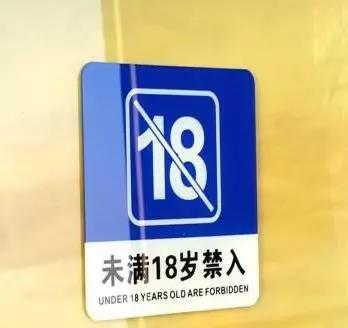 18
未满18岁禁入
UNDER 18 YEARS OLD ARE FORBIDDEN